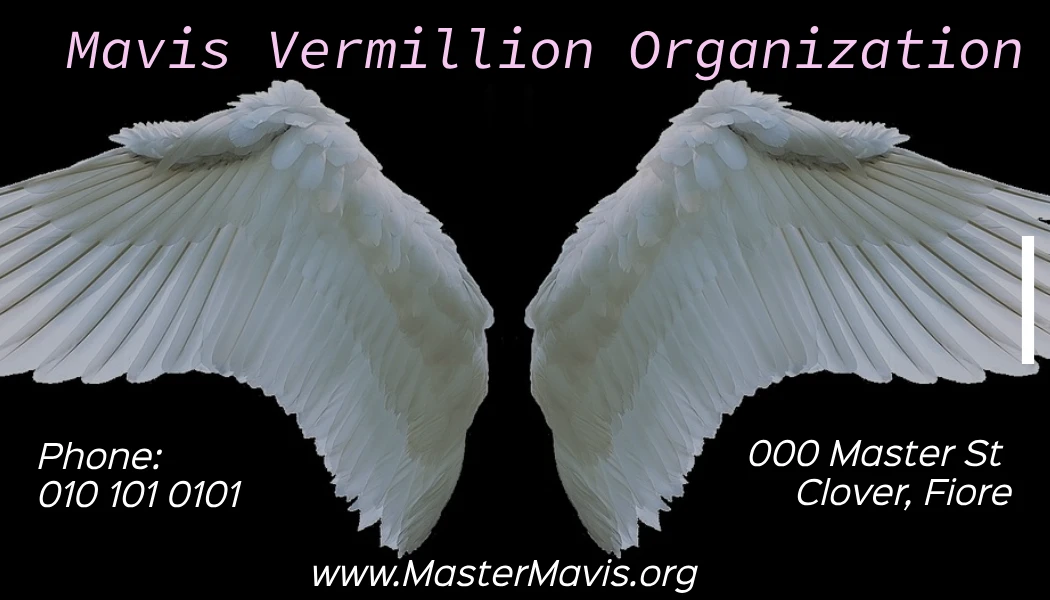 Mavis Vermillion Organization
Phone:
010 101 0101
000 Master St
Clover, Fiore
www.MasterMavis.org